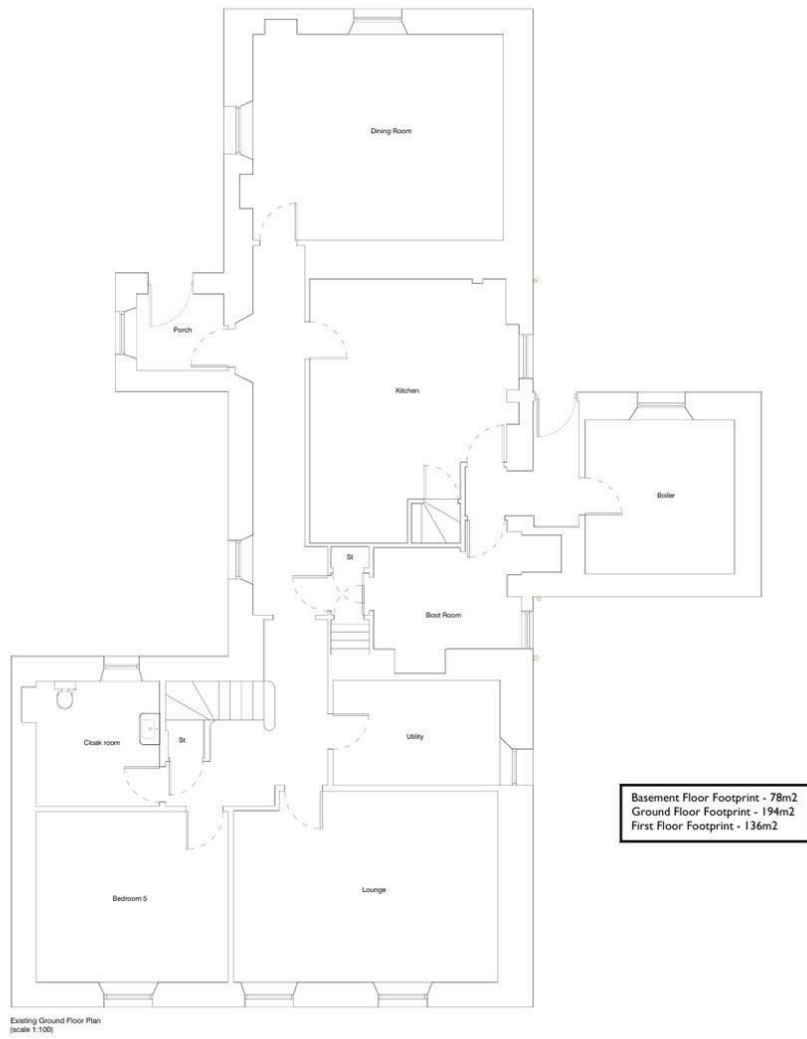 Dining Room
Porch
Kitchen
Boiler
St
Boot Room
Cloak room
St
Utility
Basement Floor Footprint - 78m2
Ground Floor Footprint - 194m2
First Floor Footprint - 136m2
Bedroom 5
Lounge
Existing Ground Floor Plan
(scale 1:100)